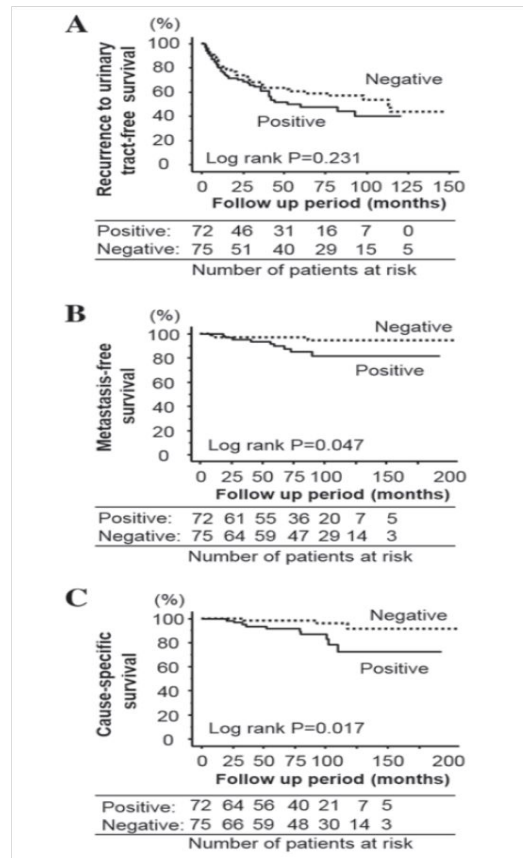 A
(%)
Recurrence to urinary
tract-free survival
100
80
60
40
20
0
Negative
Positive
Log rank P=0.231
0 25 50 75 100 125 150
Follow up period (months)
Positive: 72 46 31 16 7 0
Negative: 75 51 40 29 15 5
Number of patients at risk
B
(%)
Metastasis-free
survival
100
80
60
40
20
0
Negative
Positive
Log rank P=0.047
0 25 50 75 100 150 200
Follow up period (months)
Positive: 72 61 55 36 20 7 5
Negative: 75 64 59 47 29 14 3
Number of patients at risk
C
(%)
Cause-specific
survival
100
80
60
40
20
0
Negative
Positive
Log rank P=0.017
0 25 50 75 100 150 200
Follow up period (months)
Positive: 72 64 56 40 21 7 5
Negative: 75 66 59 48 30 14 3
Number of patients at risk